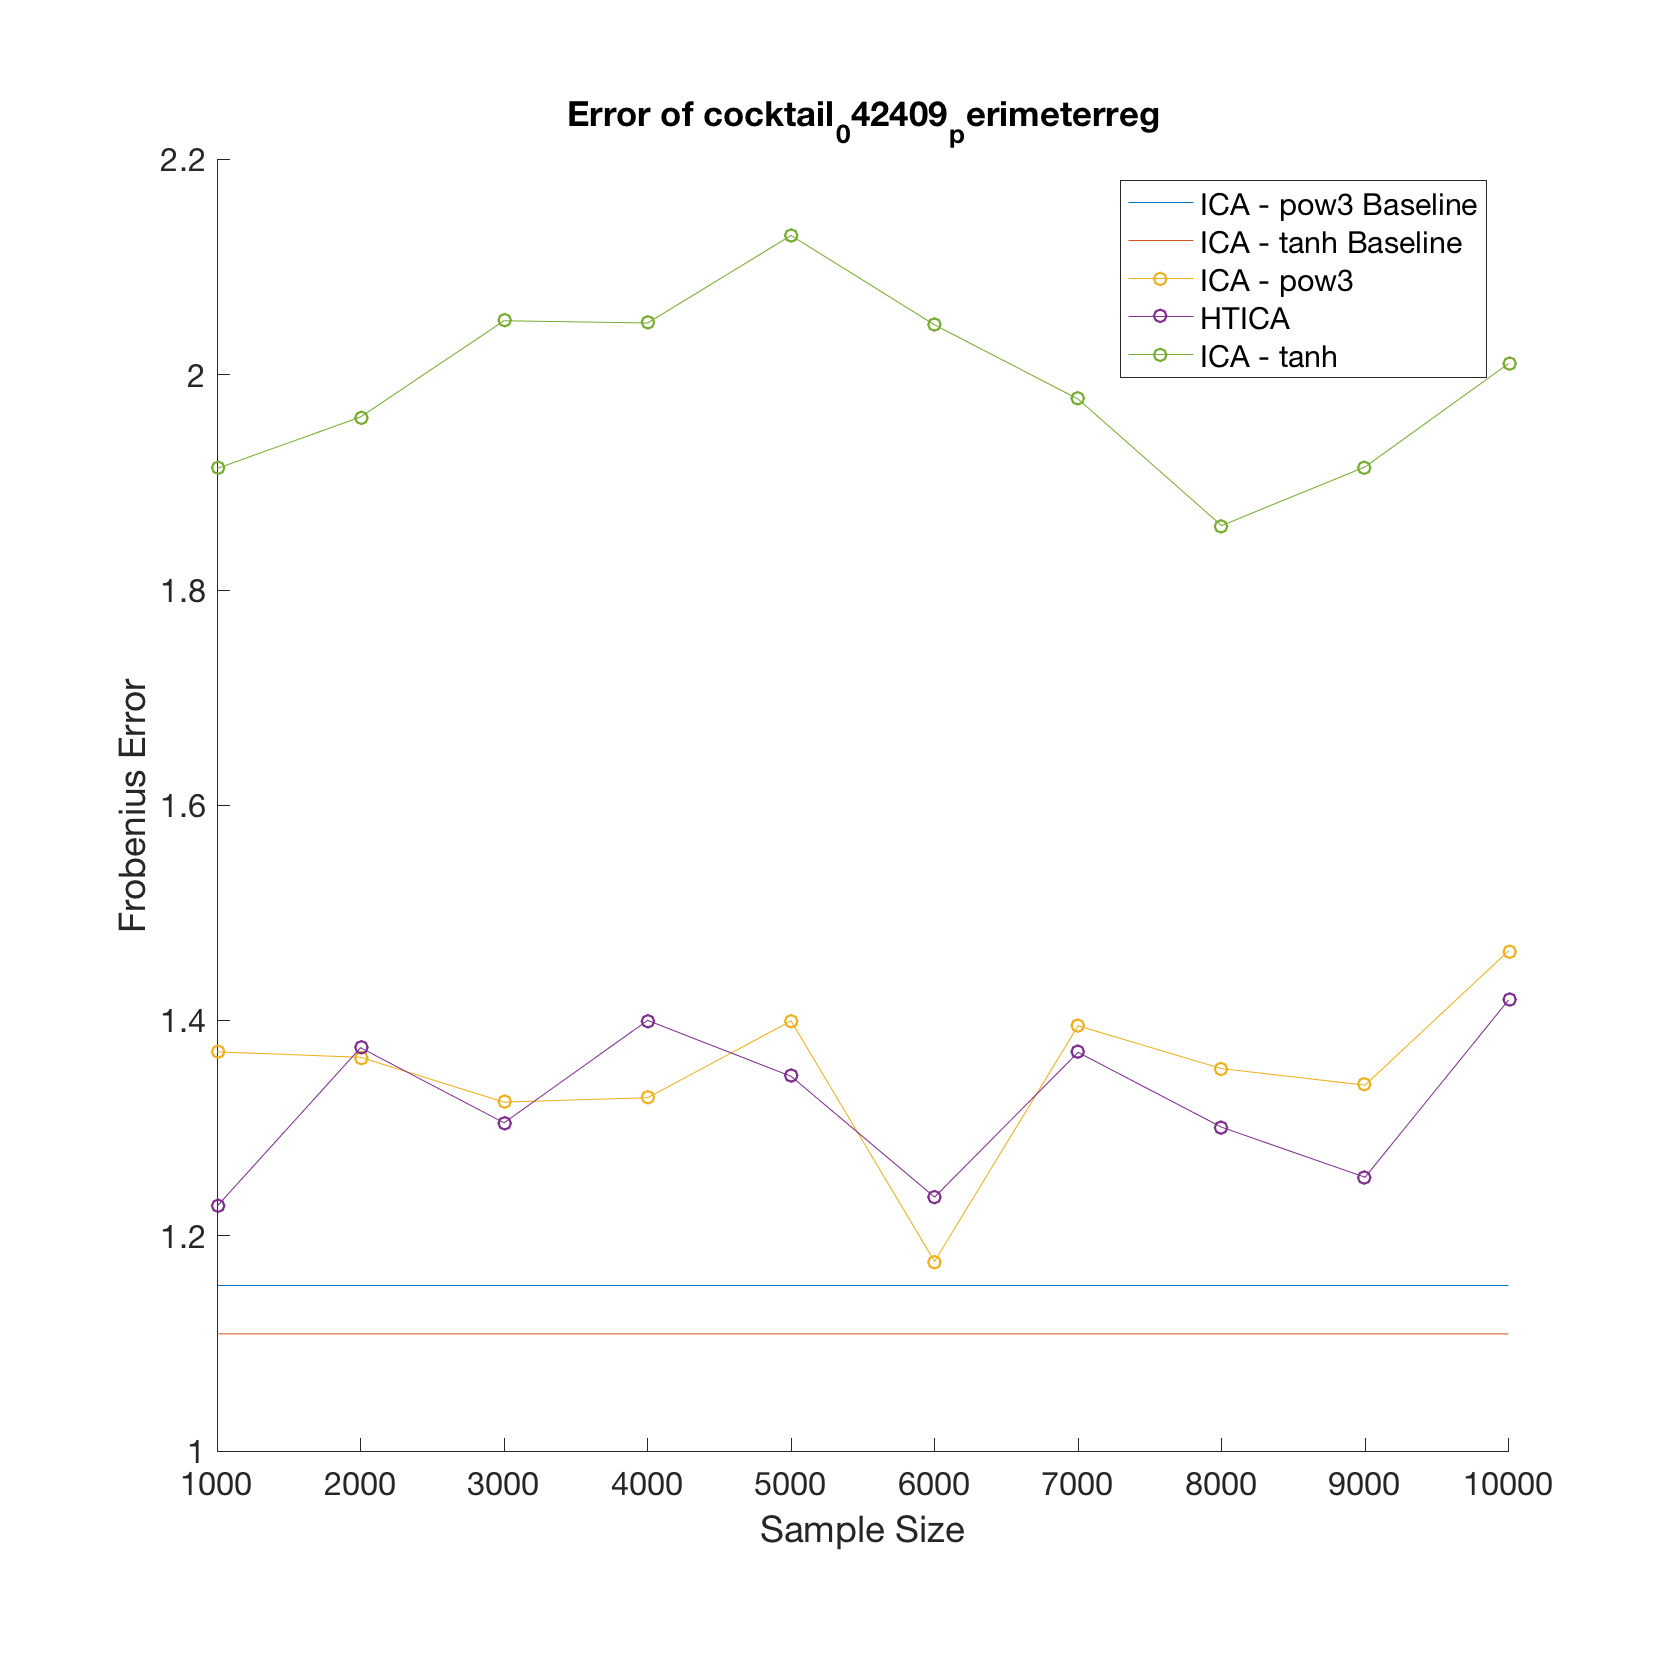 Error of cocktail_042409_perimeterreg
2.2
2
1.8
1.6
1.4
1.2
1
Frobenius Error
ICA - pow3 Baseline
ICA - tanh Baseline
ICA - pow3
HTICA
ICA - tanh
1000 2000 3000 4000 5000 6000 7000 8000 9000 10000
Sample Size